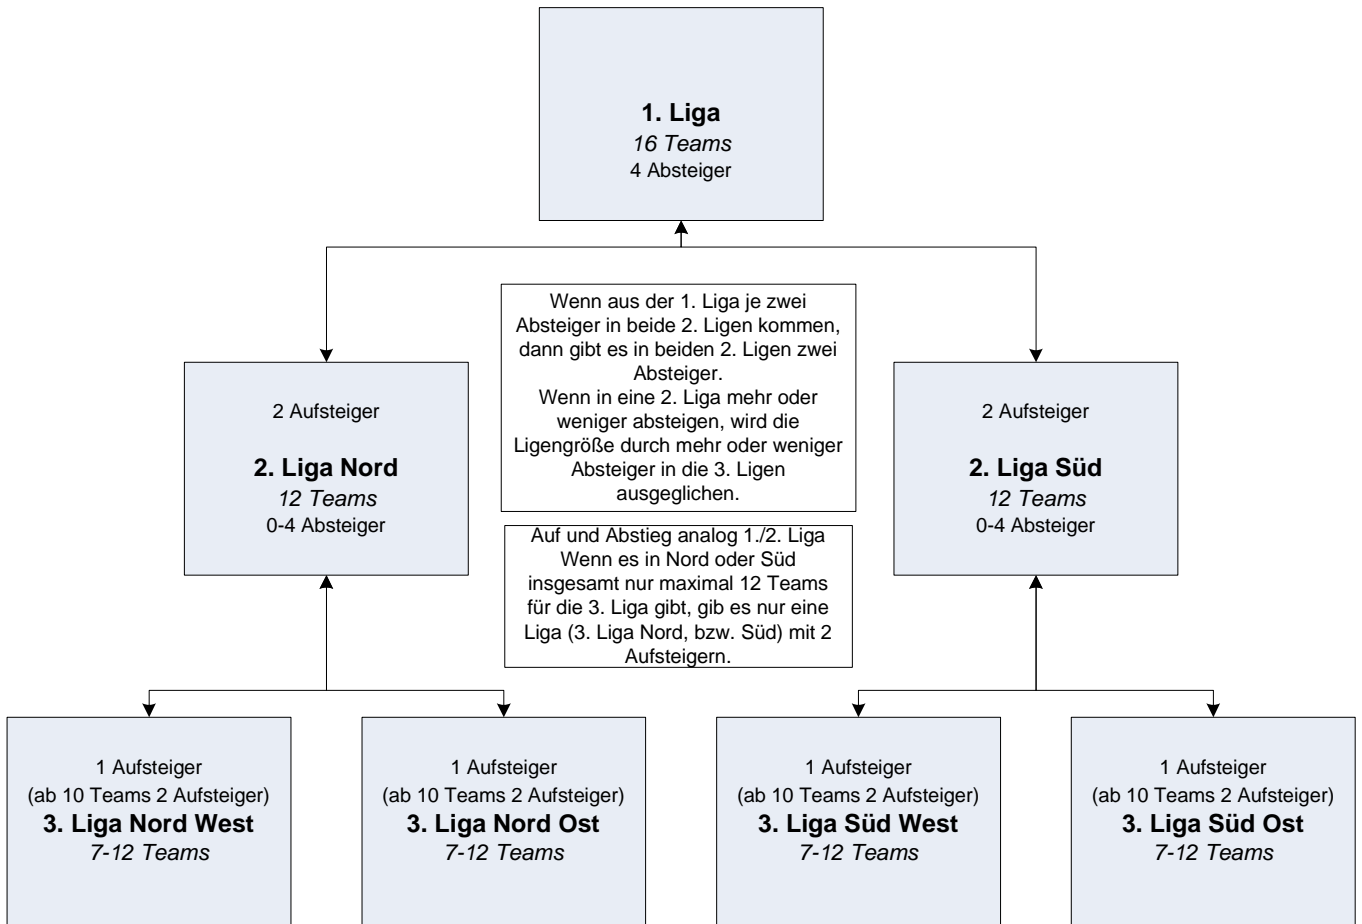 1. Liga
16 Teams
4 Absteiger
Wenn aus der 1. Liga je zwei
Absteiger in beide 2. Ligen kommen,
dann gibt es in beiden 2. Ligen zwei
Absteiger.
Wenn in eine 2. Liga mehr oder
weniger absteigen, wird die
Ligengröße durch mehr oder weniger
Absteiger in die 3. Ligen
ausgeglichen.
2 Aufsteiger
2. Liga Nord
12 Teams
0-4 Absteiger
2 Aufsteiger
2. Liga Süd
12 Teams
0-4 Absteiger
Auf und Abstieg analog 1./2. Liga
Wenn es in Nord oder Süd
insgesamt nur maximal 12 Teams
für die 3. Liga gibt, gib es nur eine
Liga (3. Liga Nord, bzw. Süd) mit 2
Aufsteigern.
1 Aufsteiger
(ab 10 Teams 2 Aufsteiger)
3. Liga Nord West
7-12 Teams
1 Aufsteiger
(ab 10 Teams 2 Aufsteiger)
3. Liga Nord Ost
7-12 Teams
1 Aufsteiger
(ab 10 Teams 2 Aufsteiger)
3. Liga Süd West
7-12 Teams
1 Aufsteiger
(ab 10 Teams 2 Aufsteiger)
3. Liga Süd Ost
7-12 Teams